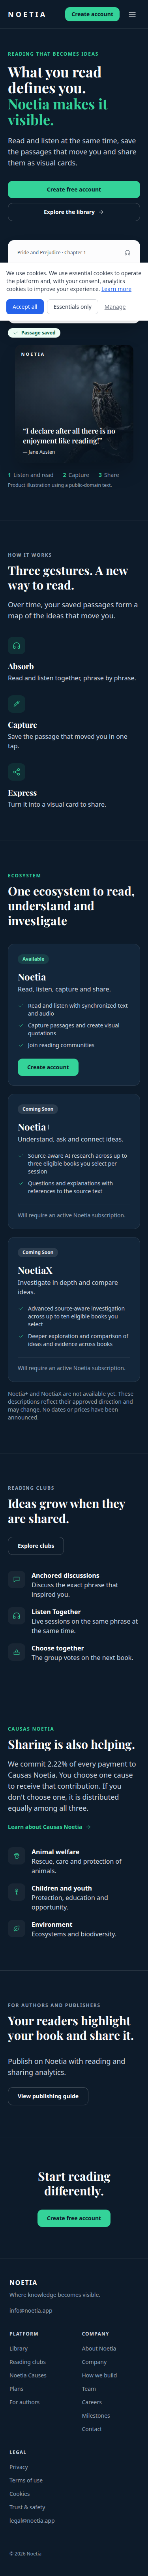 NOETIA
Create account
READING THAT BECOMES IDEAS
What you read
defines you.
Noetia makes it
visible.
Read and listen at the same time, save
the passages that move you and share
them as visual cards.
Create free account
Explore the library →
Pride and Prejudice · Chapter 1
We use cookies. We use essential cookies to operate the platform and, with your consent, analytics cookies to improve your experience. Learn more
Accept all
Essentially only
Manage
Passage saved
NOETIA
“I declare after all there is no
enjoyment like reading!”
— Jane Austen
1 Listen and read 2 Capture 3 Share
Product illustration using a public-domain text.
HOW IT WORKS
Three gestures. A new
way to read.
Over time, your saved passages form a
map of the ideas that move you.
Absorb
Read and listen together, phrase by phrase.
Capture
Save the passage that moved you in one
tap.
Express
Turn it into a visual card to share.
ECOSYSTEM
One ecosystem to read,
understand and
investigate
Available
Noetia
Read, listen, capture and share.
Read and listen with synchronized text
and audio
Capture passages and create visual
quotations
Join reading communities
Create account
Coming Soon
Noetia+
Understand, ask and connect ideas.
Source-aware AI research across up to
three eligible books you select per
session
Questions and explanations with
references to the source text
Will require an active Noetia subscription.
Coming Soon
NoetiaX
Investigate in depth and compare
ideas.
Advanced source-aware investigation
across up to ten eligible books you
select
Deeper exploration and comparison of
ideas and evidence across books
Will require an active Noetia subscription.
Noetia+ and NoetiaX are not available yet. These
descriptions reflect their approved direction and
may change. No dates or prices have been
announced.
READING CLUBS
Ideas grow when they
are shared.
Explore clubs
Anchored discussions
Discuss the exact phrase that
inspired you.
Listen Together
Live sessions on the same phrase at
the same time.
Choose together
The group votes on the next book.
CAUSAS NOETIA
Sharing is also helping.
We commit 2.22% of every payment to
Causas Noetia. You choose one cause
to receive that contribution. If you
don't choose one, it is distributed
equally among all three.
Learn about Causas Noetia →
Animal welfare
Rescue, care and protection of
animals.
Children and youth
Protection, education and
opportunity.
Environment
Ecosystems and biodiversity.
FOR AUTHORS AND PUBLISHERS
Your readers highlight
your book and share it.
Publish on Noetia with reading and
sharing analytics.
View publishing guide
Start reading
differently.
Create free account
NOETIA
Where knowledge becomes visible.
info@noetia.app
PLATFORM
Library
Reading clubs
Noetia Causes
Plans
For authors
COMPANY
About Noetia
Company
How we build
Team
Careers
Milestones
Contact
LEGAL
Privacy
Terms of use
Cookies
Trust & safety
legal@noetia.app
© 2026 Noetia